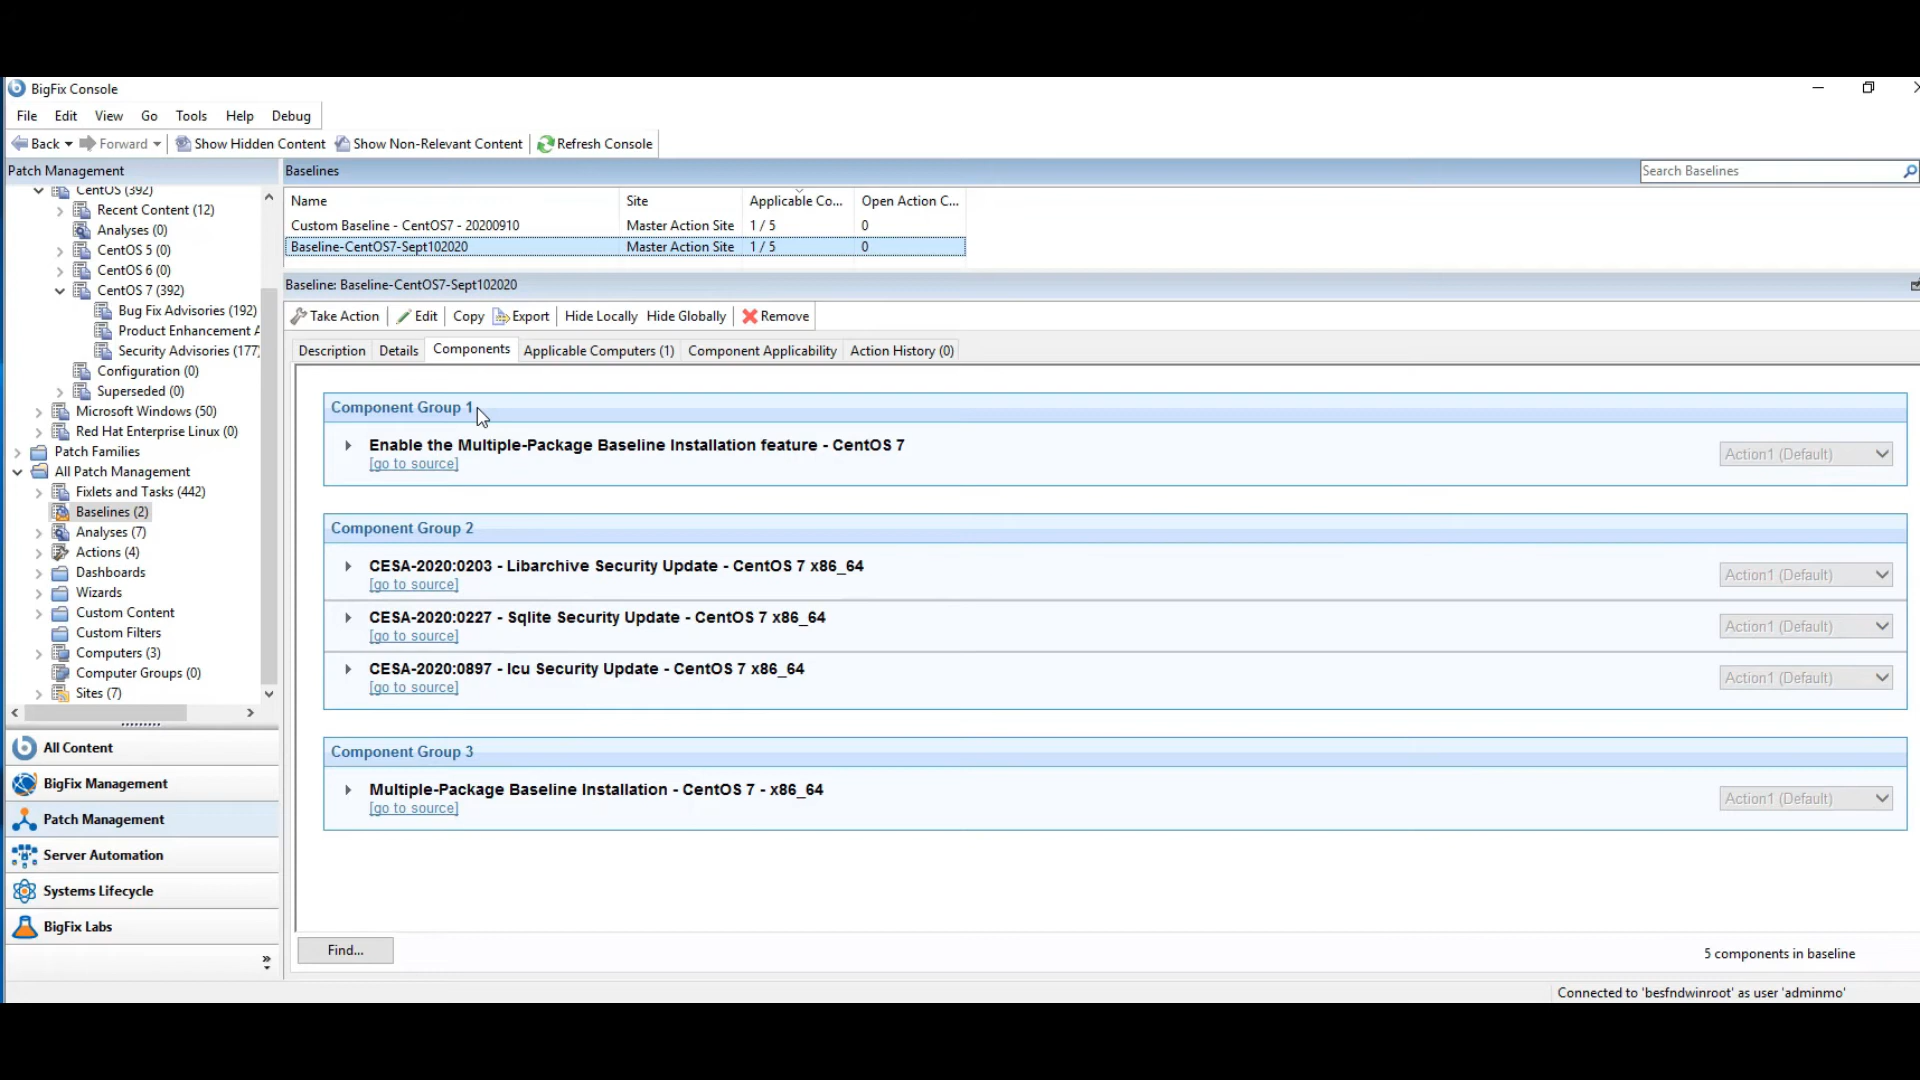 BigFix Console
File Edit View Go Tools Help Debug
Back Forward Show Hidden Content Show Non-Relevant Content Refresh Console
Patch Management
CentOS (392)
Recent Content (12)
Analyses (0)
CentOS 5 (0)
CentOS 6 (0)
CentOS 7 (392)
Bug Fix Advisories (192)
Product Enhancement A
Security Advisories (177)
Configuration (0)
Superseded (0)
Microsoft Windows (50)
Red Hat Enterprise Linux (0)
Patch Families
All Patch Management
Fixlets and Tasks (442)
Baselines (2)
Analyses (7)
Actions (4)
Dashboards
Wizards
Custom Content
Custom Filters
Computers (3)
Computer Groups (0)
Sites (7)
All Content
BigFix Management
Patch Management
Server Automation
Systems Lifecycle
BigFix Labs
Baselines
Search Baselines
Name Site Applicable Co... Open Action C...
Custom Baseline - CentOS7 - 20200910 Master Action Site 1 / 5 0
Baseline-CentOS7-Sept102020 Master Action Site 1 / 5 0
Baseline: Baseline-CentOS7-Sept102020
Take Action Edit Copy Export Hide Locally Hide Globally Remove
Description Details Components Applicable Computers (1) Component Applicability Action History (0)
Component Group 1
Enable the Multiple-Package Baseline Installation feature - CentOS 7
[go to source]
Action1 (Default)
Component Group 2
CESA-2020:0203 - Libarchive Security Update - CentOS 7 x86_64
[go to source]
Action1 (Default)
CESA-2020:0227 - Sqlite Security Update - CentOS 7 x86_64
[go to source]
Action1 (Default)
CESA-2020:0897 - Icu Security Update - CentOS 7 x86_64
[go to source]
Action1 (Default)
Component Group 3
Multiple-Package Baseline Installation - CentOS 7 - x86_64
[go to source]
Action1 (Default)
Find...
5 components in baseline
Connected to 'besfndwinroot' as user 'adminmo'